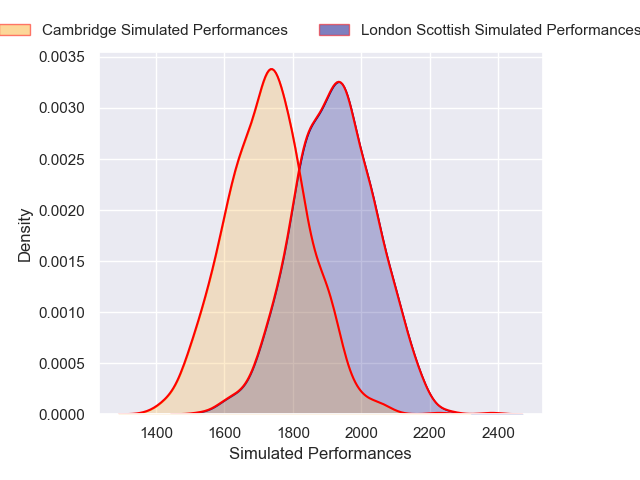 Cambridge Simulated Performances London Scottish Simulated Performances
0.0035
0.0030
0.0025
0.0020
0.0015
0.0010
0.0005
0.0000
Density
1400 1600 1800 2000 2200 2400
Simulated Performances